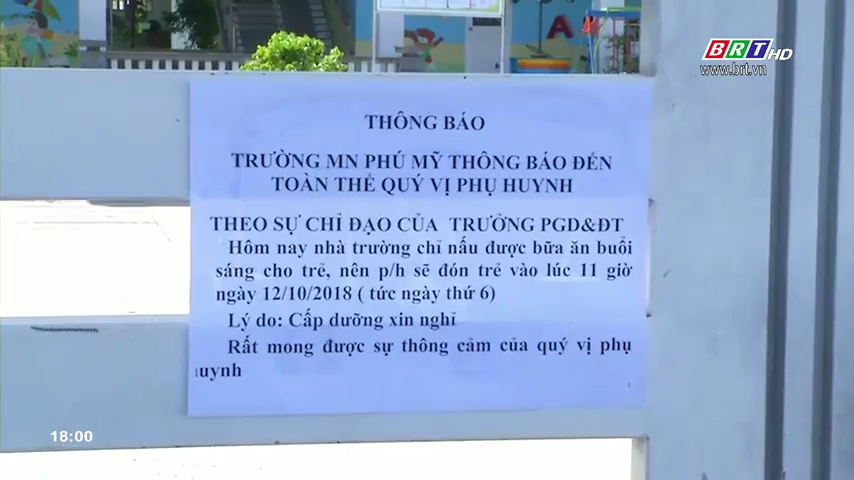 BRT HD
www.brt.vn
A
THÔNG BÁO
TRƯỜNG MN PHÚ MỸ THÔNG BÁO ĐẾN
TOÀN THỂ QUÝ VỊ PHỤ HUYNH
THEO SỰ CHỈ ĐẠO CỦA TRƯỞNG PGD&ĐT
Hôm nay nhà trường chỉ nấu được bữa ăn buổi
sáng cho trẻ, nên p/h sẽ đón trẻ vào lúc 11 giờ
ngày 12/10/2018 ( tức ngày thứ 6)
Lý do: Cấp dưỡng xin nghỉ
Rất mong được sự thông cảm của quý vị phụ
huynh
18:00